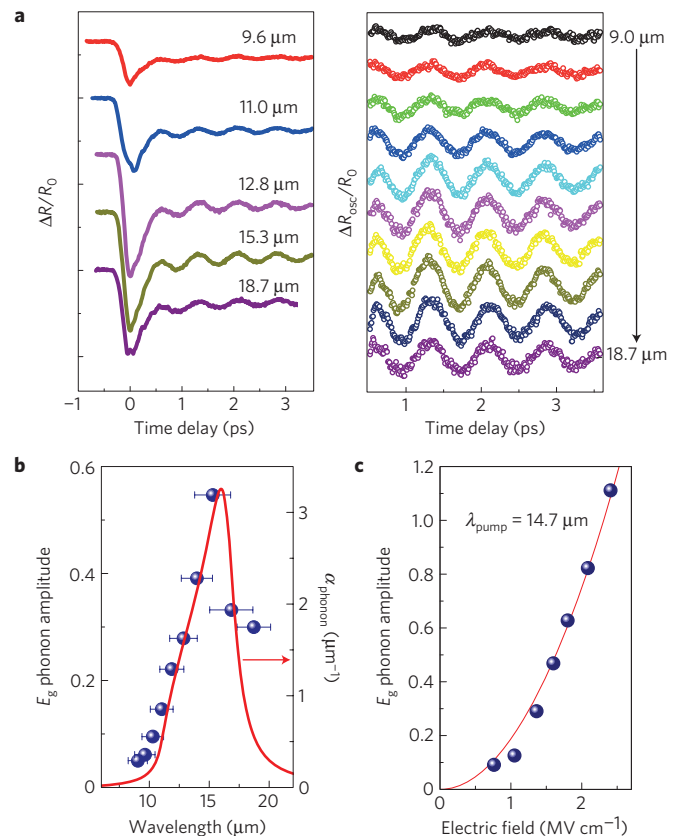 a
9.6 μm
11.0 μm
12.8 μm
15.3 μm
18.7 μm
ΔR/R0
−1 0 1 2 3
Time delay (ps)
9.0 μm
18.7 μm
ΔRosc/R0
1 2 3
Time delay (ps)
b
0.6
0.4
0.2
0
Eg phonon amplitude
3
2
1
0
αphonon (μm−1)
10 15 20
Wavelength (μm)
c
λpump = 14.7 μm
1.2
1.0
0.8
0.6
0.4
0.2
0.0
Eg phonon amplitude
0 1 2
Electric field (MV cm−1)